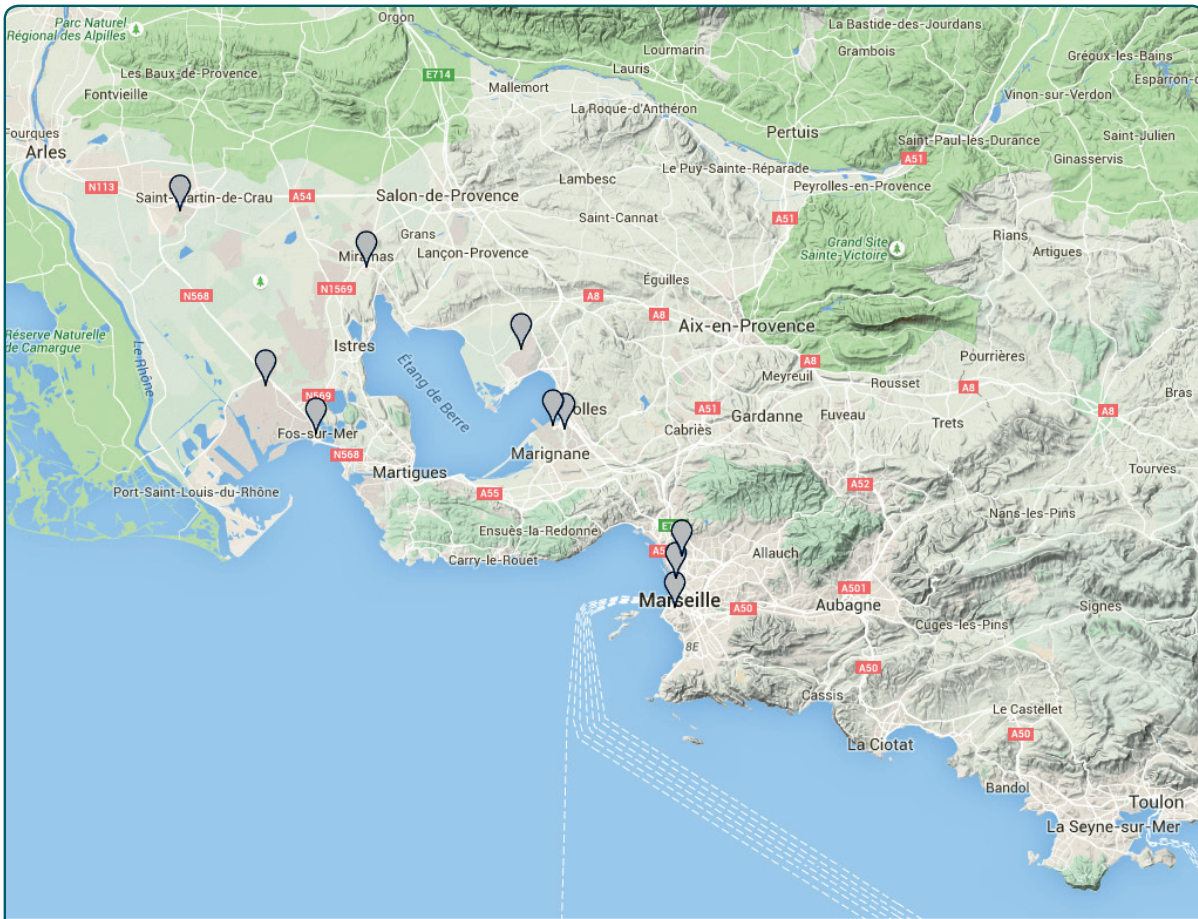 Parc Naturel
Régional des Alpilles
Orgon
La Bastide-des-Jourdans
Lourmarin
Grambois
Gréoux-les-Bains
Les Baux-de-Provence
E714
Lauris
Mallemort
Esparron-d
Fontvieille
Vinon-sur-Verdon
La Roque-d'Anthéron
Fourques
Pertuis
Saint-Paul-lès-Durance
Saint-Julien
Arles
A51
Ginasservis
Le Puy-Sainte-Réparade
Lambesc
Peyrolles-en-Provence
N113
Saint-Martin-de-Crau
A54
Salon-de-Provence
A51
Saint-Cannat
Grans
Rians
Grand Site
Sainte-Victoire
Artigues
Lançon-Provence
Éguilles
N1569
N568
A8
A8
Aix-en-Provence
Réserve Naturelle
de Camargue
Le Rhône
Istres
Étang de Berre
Pourrières
A8
Meyreuil
Rousset
A8
Bras
N569
A51
Gardanne
Fuveau
A8
Trets
Cabriès
Fos-sur-Mer
N568
Marignane
Martigues
Tourves
A52
Port-Saint-Louis-du-Rhône
A55
Nans-les-Pins
Ensuès-la-Redonne
Allauch
Carry-le-Rouet
A501
Marseille
A50
Aubagne
Signes
Cuges-les-Pins
8E
A50
Cassis
Le Castellet
A50
La Ciotat
Bandol
Toulon
La Seyne-sur-Mer